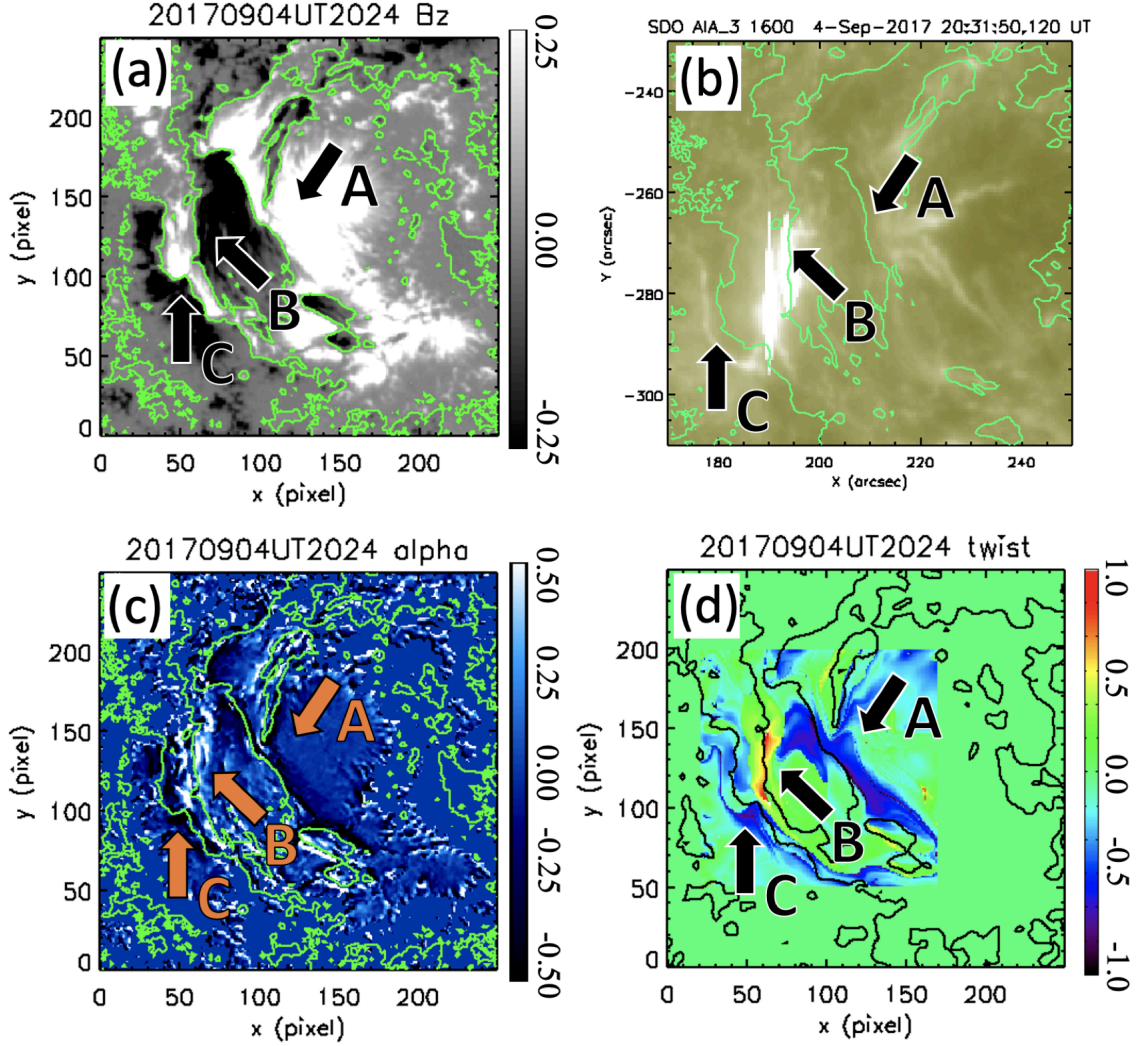 20170904UT2024 Bz
(a)
A
B
C
y (pixel)
200
150
100
50
0
0 50 100 150 200
x (pixel)
0.25
0.00
-0.25
SDO AIA_3 1600 4-Sep-2017 20:31:50.120 UT
(b)
A
B
C
Y (arcsec)
-240
-260
-280
-300
170 180 200 220 240 250
X (arcsec)
20170904UT2024 alpha
(c)
A
B
C
y (pixel)
200
150
100
50
0
0 50 100 150 200
x (pixel)
0.50
0.25
0.00
-0.25
-0.50
20170904UT2024 twist
(d)
A
B
C
y (pixel)
200
150
100
50
0
0 50 100 150 200
x (pixel)
1.0
0.5
0.0
-0.5
-1.0